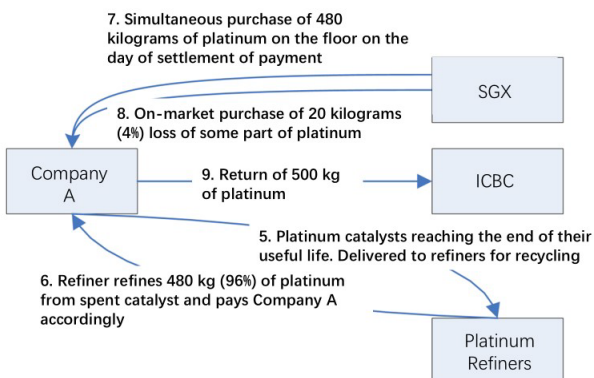 7. Simultaneous purchase of 480
kilograms of platinum on the floor on the
day of settlement of payment
SGX
8. On-market purchase of 20 kilograms
(4%) loss of some part of platinum
Company
A
9. Return of 500 kg
of platinum
ICBC
5. Platinum catalysts reaching the end of their
useful life. Delivered to refiners for recycling
6. Refiner refines 480 kg (96%) of platinum
from spent catalyst and pays Company A
accordingly
Platinum
Refiners